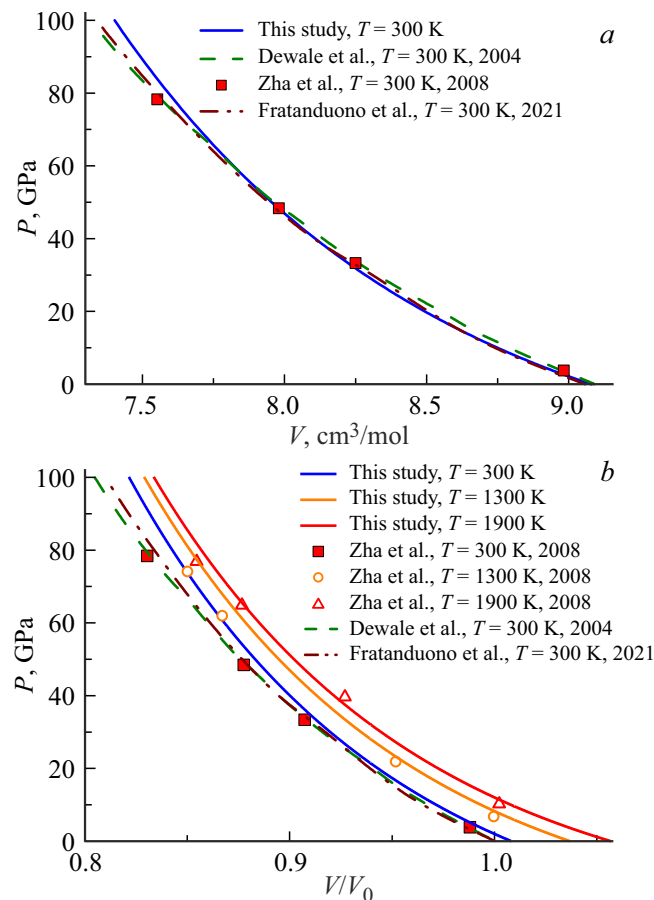 a
This study, T = 300 K
Dewale et al., T = 300 K, 2004
Zha et al., T = 300 K, 2008
Fratanduono et al., T = 300 K, 2021
P, GPa
100
80
60
40
20
0
7.5 8.0 8.5 9.0
V, cm³/mol
b
This study, T = 300 K
This study, T = 1300 K
This study, T = 1900 K
Zha et al., T = 300 K, 2008
Zha et al., T = 1300 K, 2008
Zha et al., T = 1900 K, 2008
Dewale et al., T = 300 K, 2004
Fratanduono et al., T = 300 K, 2021
P, GPa
100
80
60
40
20
0
0.8 0.9 1.0
V/V₀